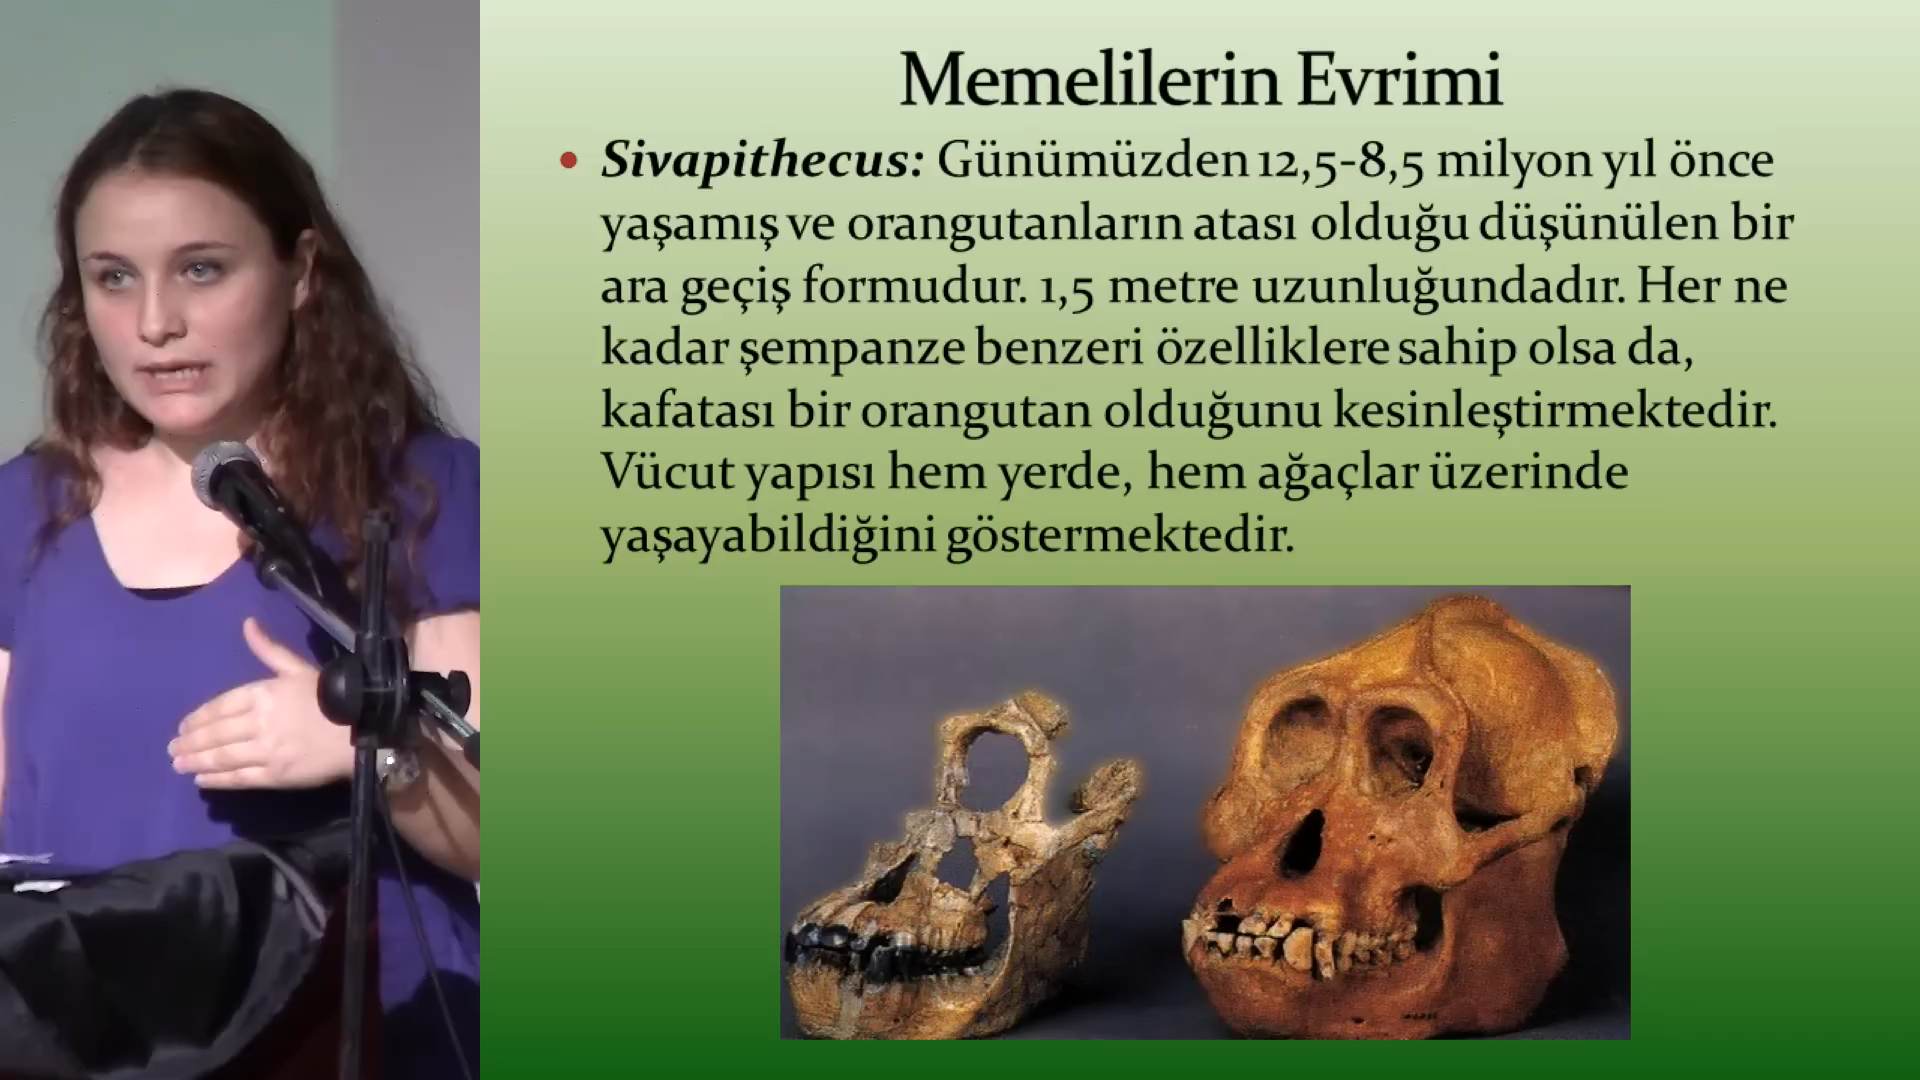 Memelilerin Evrimi
• Sivapithecus: Günümüzden 12,5-8,5 milyon yıl önce
yaşamış ve orangutanların atası olduğu düşünülen bir
ara geçiş formudur. 1,5 metre uzunluğundadır. Her ne
kadar şempanze benzeri özelliklere sahip olsa da,
kafatası bir orangutan olduğunu kesinleştirmektedir.
Vücut yapısı hem yerde, hem ağaçlar üzerinde
yaşayabildiğini göstermektedir.